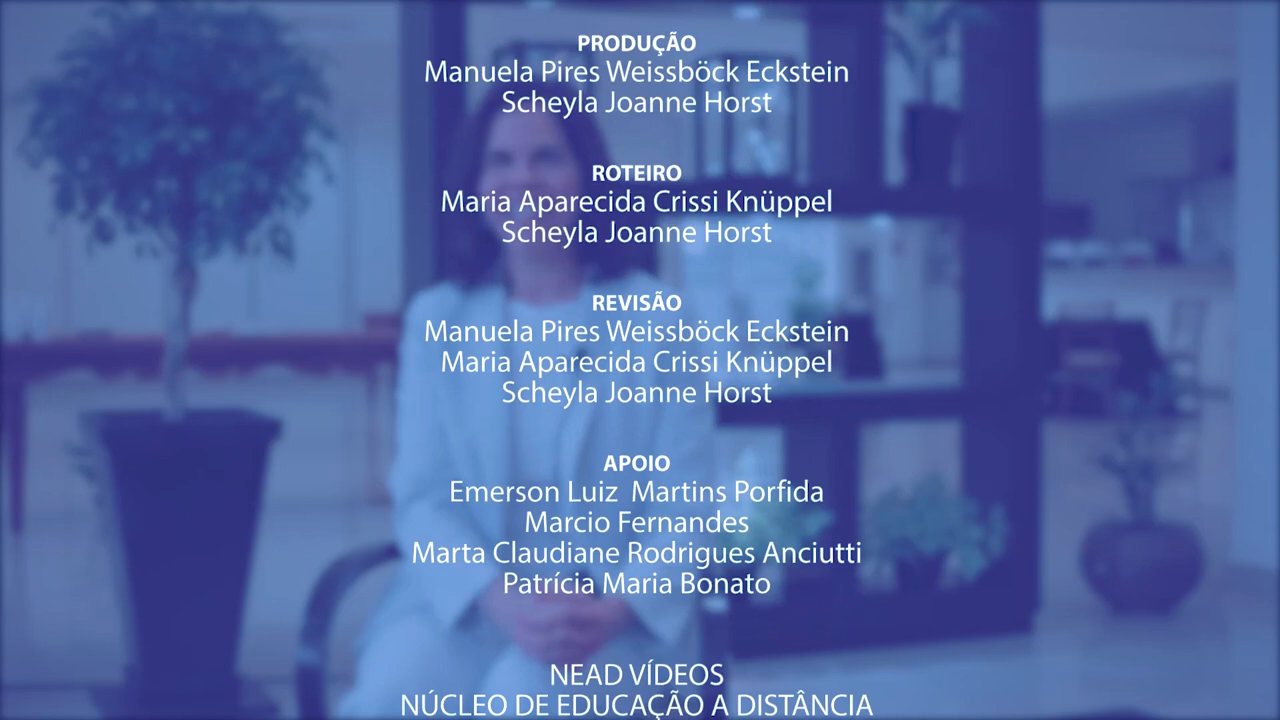 PRODUÇÃO
Manuela Pires Weissböck Eckstein
Scheyla Joanne Horst
ROTEIRO
Maria Aparecida Crissi Knüppel
Scheyla Joanne Horst
REVISÃO
Manuela Pires Weissböck Eckstein
Maria Aparecida Crissi Knüppel
Scheyla Joanne Horst
APOIO
Emerson Luiz  Martins Porfida
Marcio Fernandes
Marta Claudiane Rodrigues Anciutti
Patrícia Maria Bonato
NEAD VÍDEOS
NÚCLEO DE EDUCAÇÃO A DISTÂNCIA